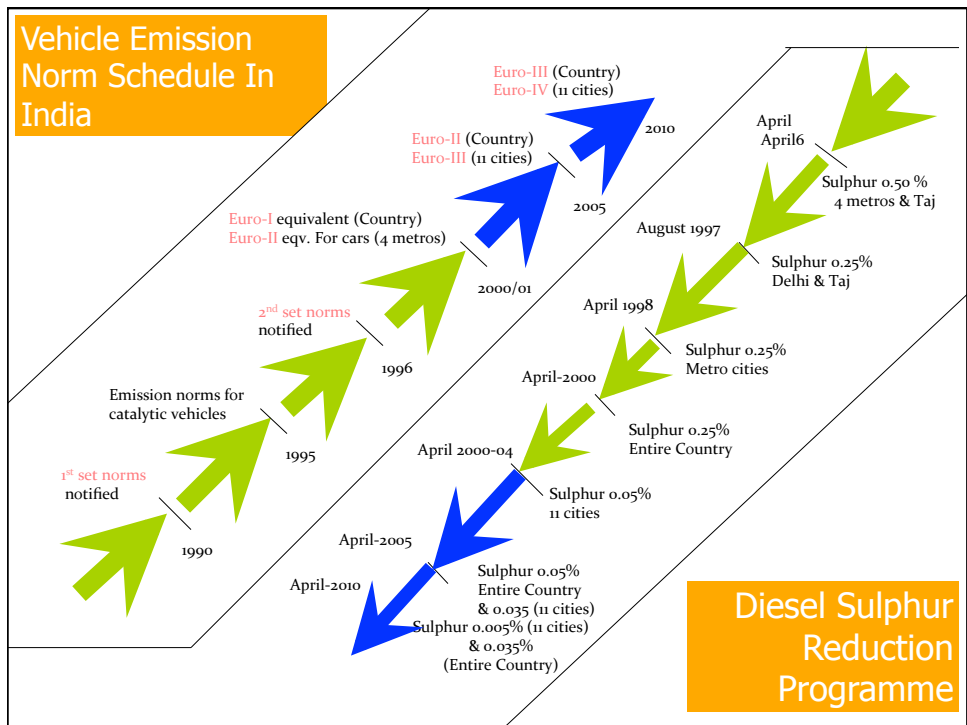 Vehicle Emission
Norm Schedule In
India
Euro-III (Country)
Euro-IV (11 cities)
2010
Euro-II (Country)
Euro-III (11 cities)
2005
Euro-I equivalent (Country)
Euro-II eqv. For cars (4 metros)
2000/01
2nd set norms
notified
1996
Emission norms for
catalytic vehicles
1995
1st set norms
notified
1990
April
April6
Sulphur 0.50 %
4 metros & Taj
August 1997
Sulphur 0.25%
Delhi & Taj
April 1998
Sulphur 0.25%
Metro cities
April-2000
Sulphur 0.25%
Entire Country
April 2000-04
Sulphur 0.05%
11 cities
April-2005
Sulphur 0.05%
Entire Country
& 0.035 (11 cities)
April-2010
Sulphur 0.005% (11 cities)
& 0.035%
(Entire Country)
Diesel Sulphur
Reduction
Programme